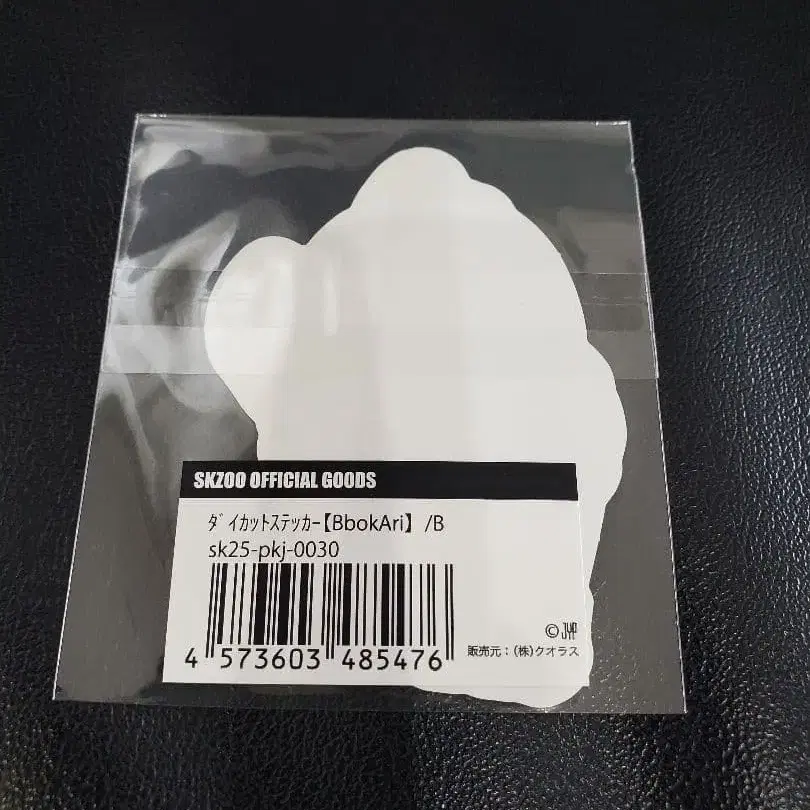 SKZOO OFFICIAL GOODS
ﾀﾞｲｶｯﾄｽﾃｯｶｰ【BbokAri】 /B
sk25-pkj-0030
4 573603 485476
© JYP
販売元：(株)クオラス